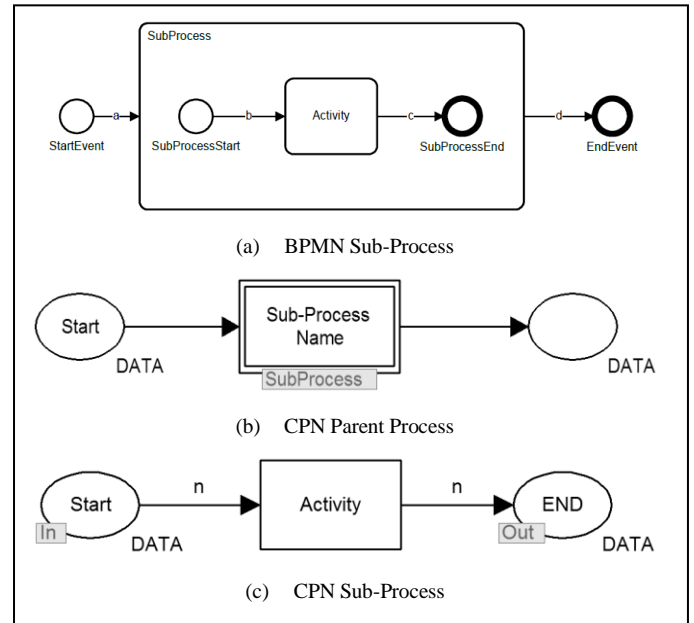 SubProcess
a
b
Activity
c
d
StartEvent
SubProcessStart
SubProcessEnd
EndEvent
(a) BPMN Sub-Process
Start
Sub-Process
Name
DATA
SubProcess
DATA
(b) CPN Parent Process
Start
n
Activity
n
END
In
DATA
Out
DATA
(c) CPN Sub-Process